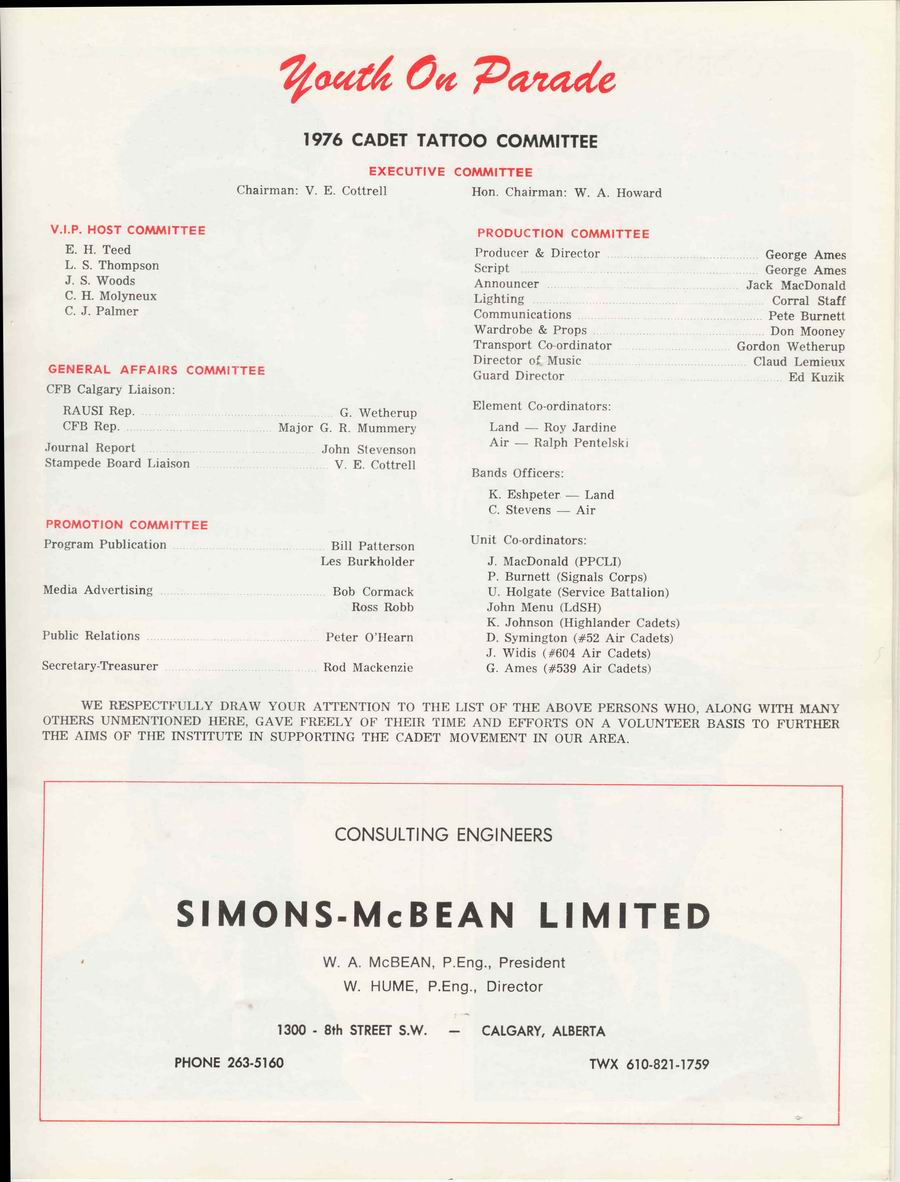 Youth On Parade
1976 CADET TATTOO COMMITTEE
EXECUTIVE COMMITTEE
Chairman: V. E. Cottrell Hon. Chairman: W. A. Howard
V.I.P. HOST COMMITTEE
E. H. Teed
L. S. Thompson
J. S. Woods
C. H. Molyneux
C. J. Palmer
GENERAL AFFAIRS COMMITTEE
CFB Calgary Liaison:
RAUSI Rep. G. Wetherup
CFB Rep. Major G. R. Mummery
Journal Report John Stevenson
Stampede Board Liaison V. E. Cottrell
PROMOTION COMMITTEE
Program Publication Bill Patterson
Les Burkholder
Media Advertising Bob Cormack
Ross Robb
Public Relations Peter O'Hearn
Secretary-Treasurer Rod Mackenzie
PRODUCTION COMMITTEE
Producer & Director George Ames
Script George Ames
Announcer Jack MacDonald
Lighting Corral Staff
Communications Pete Burnett
Wardrobe & Props Don Mooney
Transport Co-ordinator Gordon Wetherup
Director of Music Claud Lemieux
Guard Director Ed Kuzik
Element Co-ordinators:
Land — Roy Jardine
Air — Ralph Pentelski
Bands Officers:
K. Eshpeter — Land
C. Stevens — Air
Unit Co-ordinators:
J. MacDonald (PPCLI)
P. Burnett (Signals Corps)
U. Holgate (Service Battalion)
John Menu (LdSH)
K. Johnson (Highlander Cadets)
D. Symington (#52 Air Cadets)
J. Widis (#604 Air Cadets)
G. Ames (#539 Air Cadets)
WE RESPECTFULLY DRAW YOUR ATTENTION TO THE LIST OF THE ABOVE PERSONS WHO, ALONG WITH MANY
OTHERS UNMENTIONED HERE, GAVE FREELY OF THEIR TIME AND EFFORTS ON A VOLUNTEER BASIS TO FURTHER
THE AIMS OF THE INSTITUTE IN SUPPORTING THE CADET MOVEMENT IN OUR AREA.
CONSULTING ENGINEERS
SIMONS-McBEAN LIMITED
W. A. McBEAN, P.Eng., President
W. HUME, P.Eng., Director
1300 - 8th STREET S.W. — CALGARY, ALBERTA
PHONE 263-5160 TWX 610-821-1759